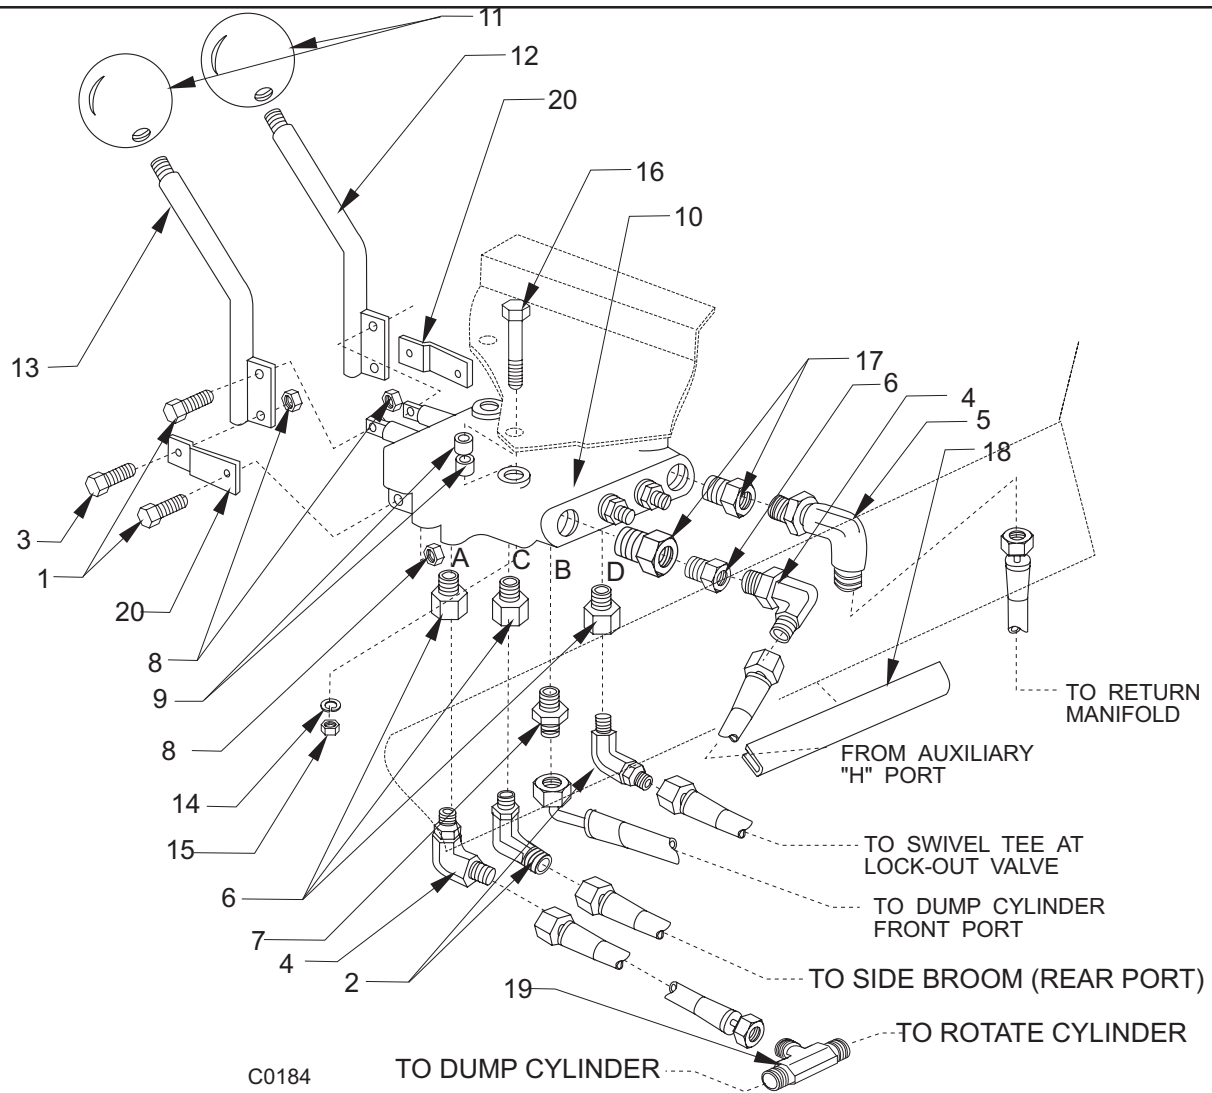 11
12
20
16
10
17
6
4
5
18
13
3
1
20
8
9
8
A
C
B
D
14
15
6
7
4
2
19
TO RETURN
MANIFOLD
FROM AUXILIARY
"H" PORT
TO SWIVEL TEE AT
LOCK-OUT VALVE
TO DUMP CYLINDER
FRONT PORT
TO SIDE BROOM (REAR PORT)
TO ROTATE CYLINDER
TO DUMP CYLINDER
C0184